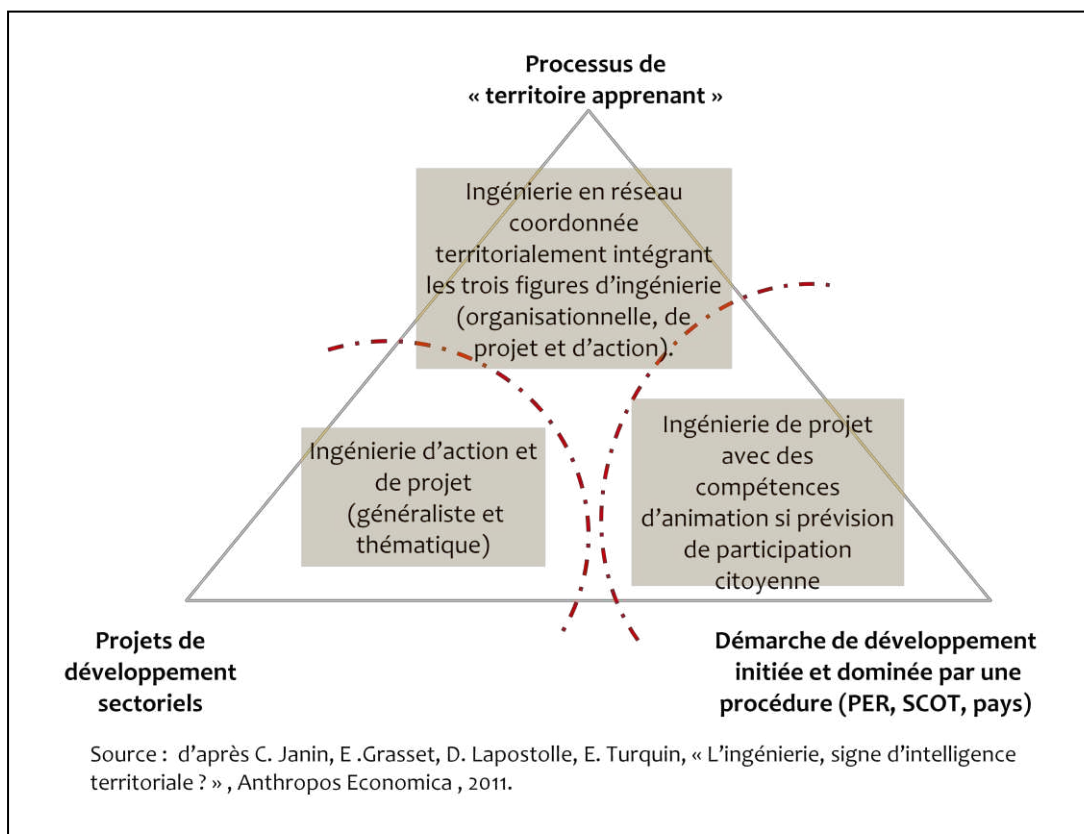 Processus de
« territoire apprenant »
Ingénierie en réseau
coordonnée
territorialement intégrant
les trois figures d'ingénierie
(organisationnelle, de
projet et d'action).
Ingénierie d'action et
de projet
(généraliste et
thématique)
Ingénierie de projet
avec des
compétences
d'animation si prévision
de participation
citoyenne
Projets de
développement
sectoriels
Démarche de développement
initiée et dominée par une
procédure (PER, SCOT, pays)
Source : d'après C. Janin, E .Grasset, D. Lapostolle, E. Turquin, « L'ingénierie, signe d'intelligence
territoriale ? » , Anthropos Economica , 2011.